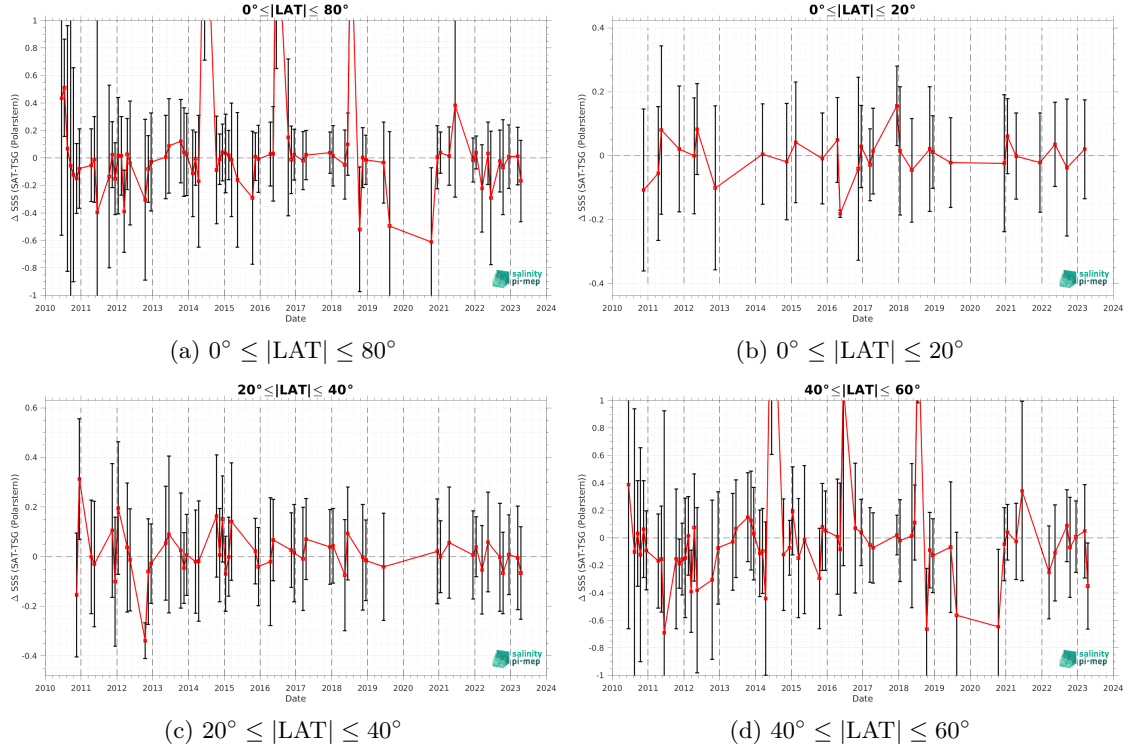 0°≤|LAT|≤ 80°
Δ SSS (SAT-TSG (Polarstern))
1
0.8
0.6
0.4
0.2
0
-0.2
-0.4
-0.6
-0.8
-1
2010 2011 2012 2013 2014 2015 2016 2017 2018 2019 2020 2021 2022 2023 2024
Date
salinity
pi-mep
(a) 0° ≤ |LAT| ≤ 80°
0°≤|LAT|≤ 20°
Δ SSS (SAT-TSG (Polarstern))
0.4
0.2
0
-0.2
-0.4
2010 2011 2012 2013 2014 2015 2016 2017 2018 2019 2020 2021 2022 2023 2024
Date
salinity
pi-mep
(b) 0° ≤ |LAT| ≤ 20°
20°≤|LAT|≤ 40°
Δ SSS (SAT-TSG (Polarstern))
0.6
0.4
0.2
0
-0.2
-0.4
2010 2011 2012 2013 2014 2015 2016 2017 2018 2019 2020 2021 2022 2023 2024
Date
salinity
pi-mep
(c) 20° ≤ |LAT| ≤ 40°
40°≤|LAT|≤ 60°
Δ SSS (SAT-TSG (Polarstern))
1
0.8
0.6
0.4
0.2
0
-0.2
-0.4
-0.6
-0.8
-1
2010 2011 2012 2013 2014 2015 2016 2017 2018 2019 2020 2021 2022 2023 2024
Date
salinity
pi-mep
(d) 40° ≤ |LAT| ≤ 60°